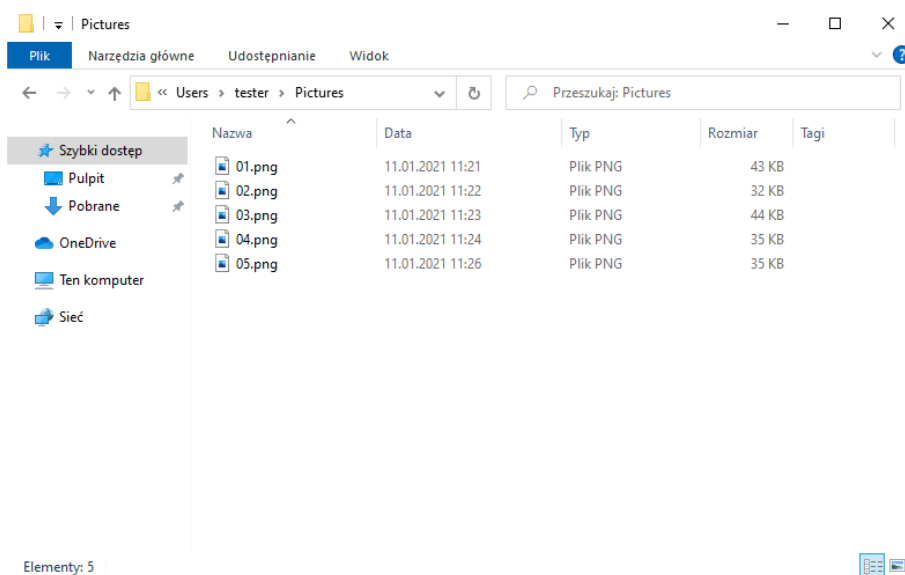 Pictures
Plik Narzędzia główne Udostępnianie Widok
« Users › tester › Pictures Przeszukaj: Pictures
Nazwa Data Typ Rozmiar Tagi
Szybki dostęp
Pulpit
Pobrane
OneDrive
Ten komputer
Sieć
01.png 11.01.2021 11:21 Plik PNG 43 KB
02.png 11.01.2021 11:22 Plik PNG 32 KB
03.png 11.01.2021 11:23 Plik PNG 44 KB
04.png 11.01.2021 11:24 Plik PNG 35 KB
05.png 11.01.2021 11:26 Plik PNG 35 KB
Elementy: 5